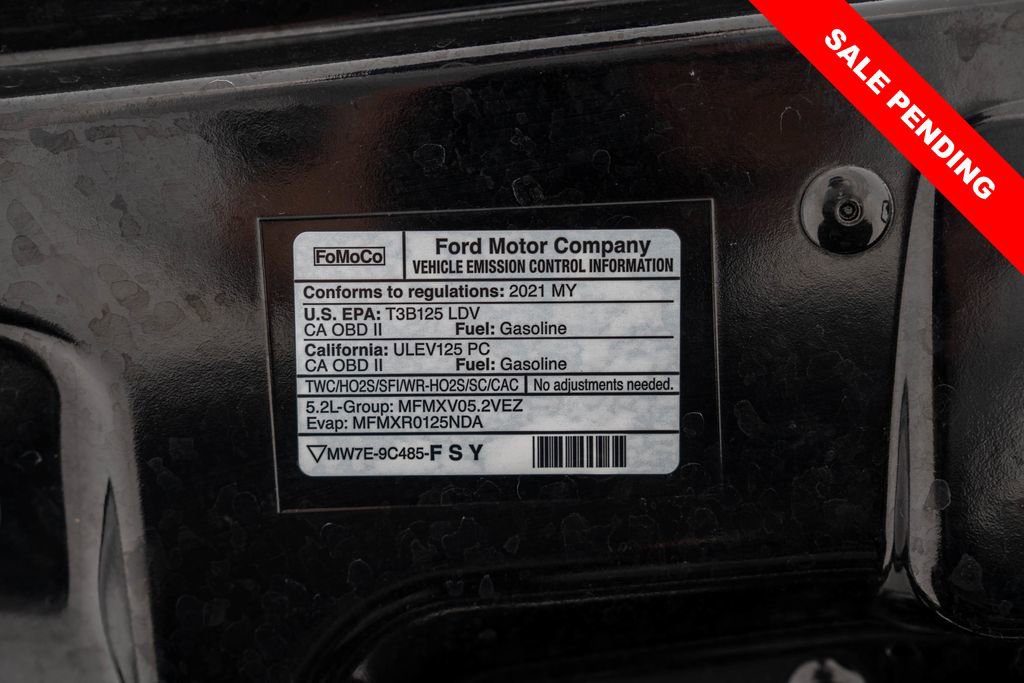 SALE PENDING
FoMoCo
Ford Motor Company
VEHICLE EMISSION CONTROL INFORMATION
Conforms to regulations: 2021 MY
U.S. EPA: T3B125 LDV
CA OBD II Fuel: Gasoline
California: ULEV125 PC
CA OBD II Fuel: Gasoline
TWC/HO2S/SFI/WR-HO2S/SC/CAC No adjustments needed.
5.2L-Group: MFMXV05.2VEZ
Evap: MFMXR0125NDA
MW7E-9C485-F S Y